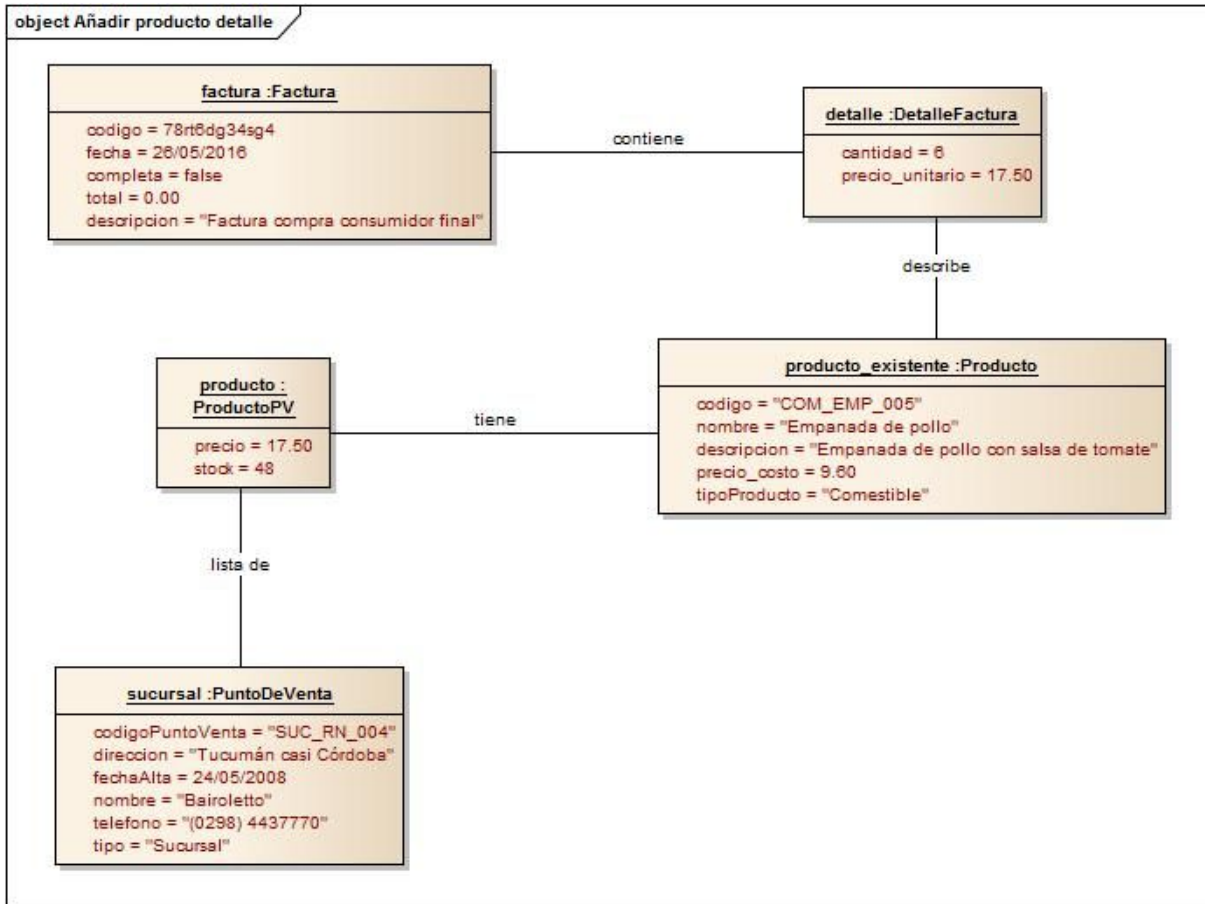 object Añadir producto detalle
factura :Factura
codigo = 78rt6dg34sg4
fecha = 26/05/2016
completa = false
total = 0.00
descripcion = "Factura compra consumidor final"
contiene
detalle :DetalleFactura
cantidad = 6
precio_unitario = 17.50
describe
producto :
ProductoPV
precio = 17.50
stock = 48
tiene
producto_existente :Producto
codigo = "COM_EMP_005"
nombre = "Empanada de pollo"
descripcion = "Empanada de pollo con salsa de tomate"
precio_costo = 9.60
tipoProducto = "Comestible"
lista de
sucursal :PuntoDeVenta
codigoPuntoVenta = "SUC_RN_004"
direccion = "Tucumán casi Córdoba"
fechaAlta = 24/05/2008
nombre = "Bairoletto"
telefono = "(0298) 4437770"
tipo = "Sucursal"